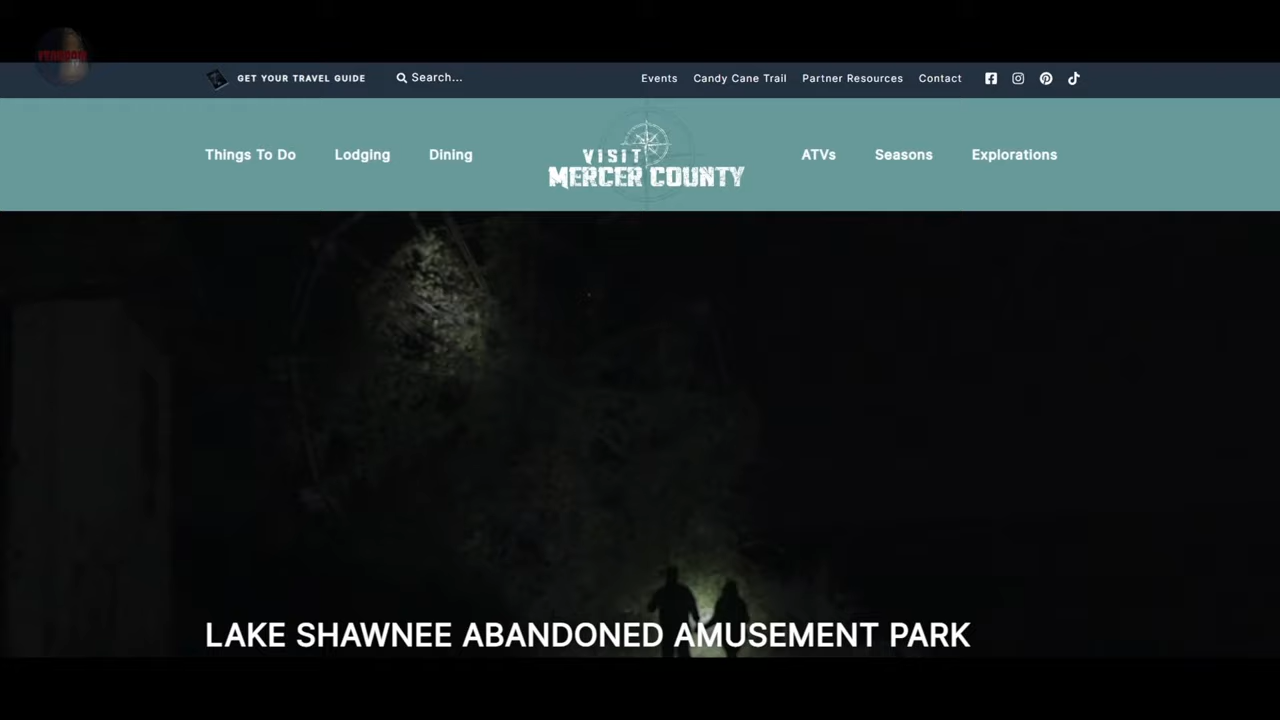 GET YOUR TRAVEL GUIDE
Search...
Events
Candy Cane Trail
Partner Resources
Contact
Things To Do
Lodging
Dining
VISIT
MERCER COUNTY
ATVs
Seasons
Explorations
LAKE SHAWNEE ABANDONED AMUSEMENT PARK